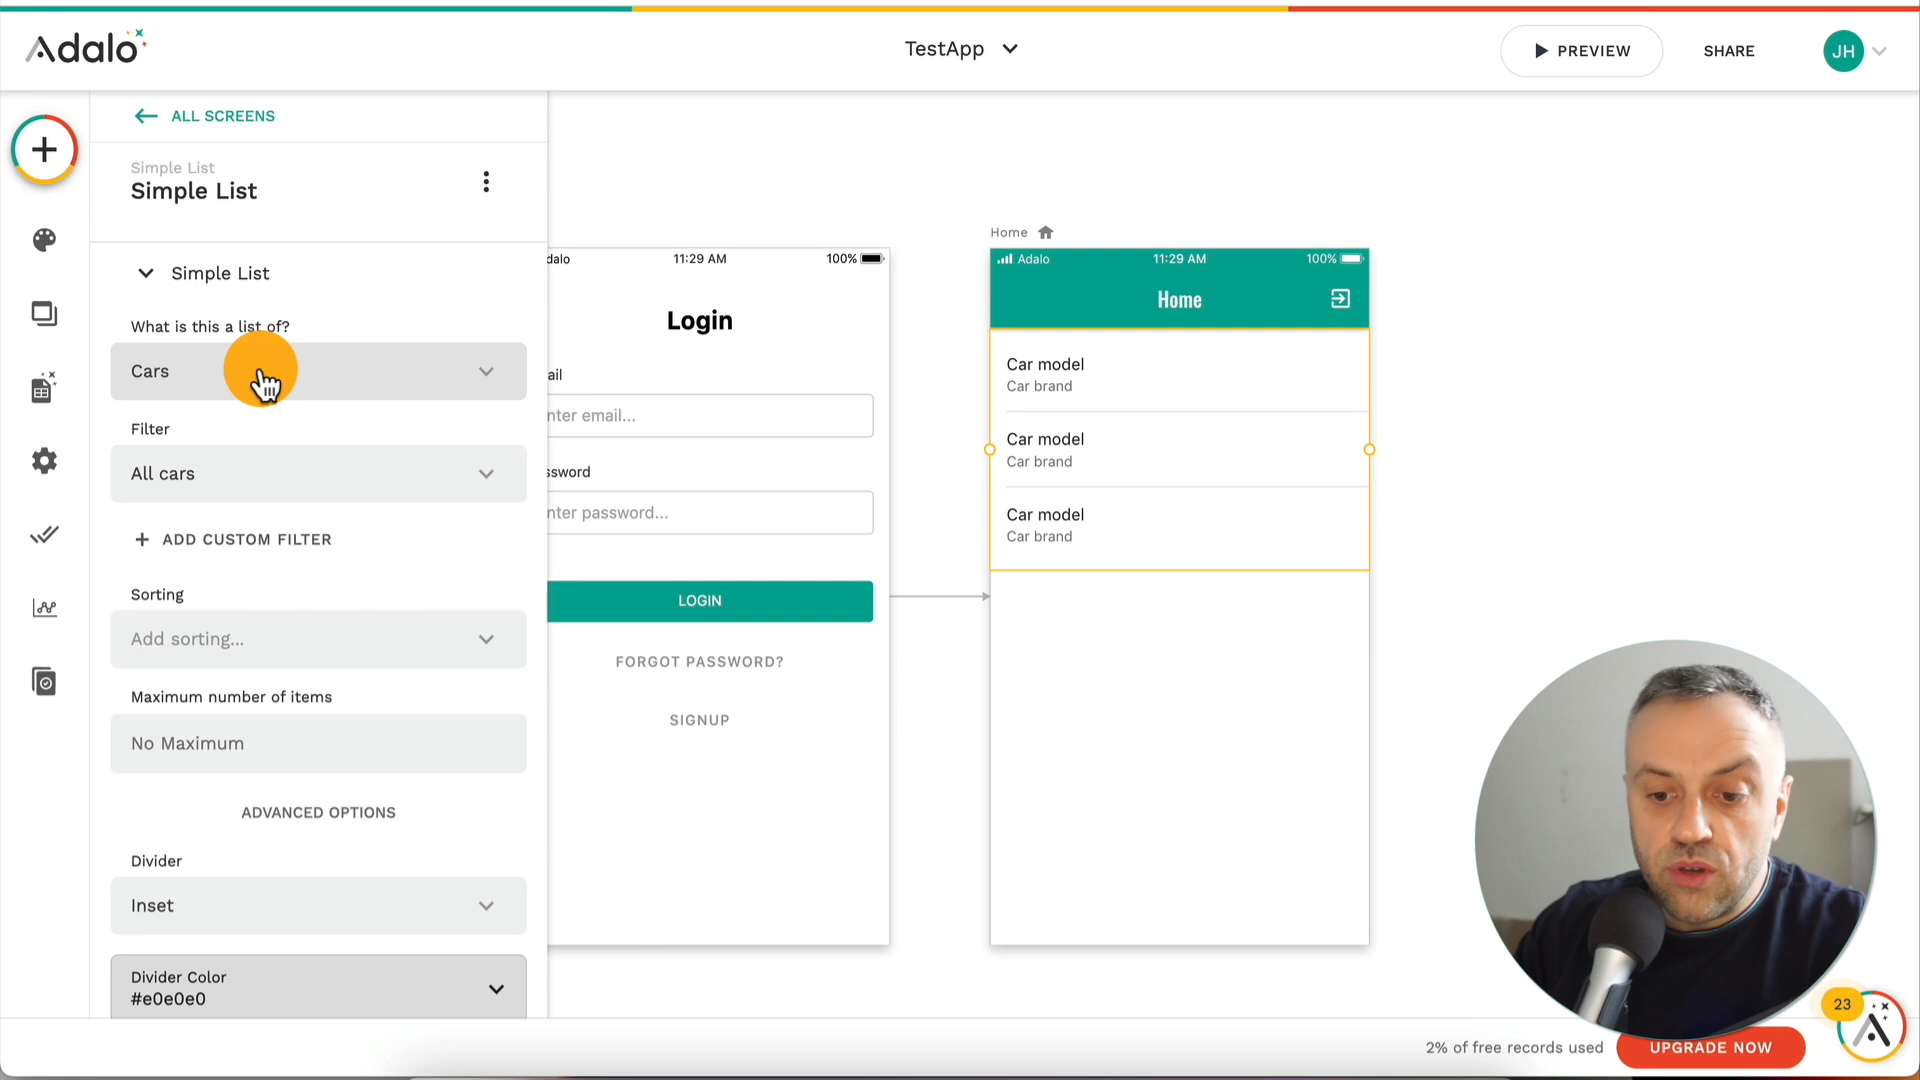 Adalo
TestApp
PREVIEW
SHARE
JH
ALL SCREENS
Simple List
Simple List
Simple List
What is this a list of?
Cars
Filter
All cars
ADD CUSTOM FILTER
Sorting
Add sorting...
Maximum number of items
No Maximum
ADVANCED OPTIONS
Divider
Inset
Divider Color
#e0e0e0
dalo
11:29 AM
100%
Login
ail
nter email...
ssword
nter password...
LOGIN
FORGOT PASSWORD?
SIGNUP
Home
Adalo
11:29 AM
100%
Home
Car model
Car brand
Car model
Car brand
Car model
Car brand
23
2% of free records used
UPGRADE NOW